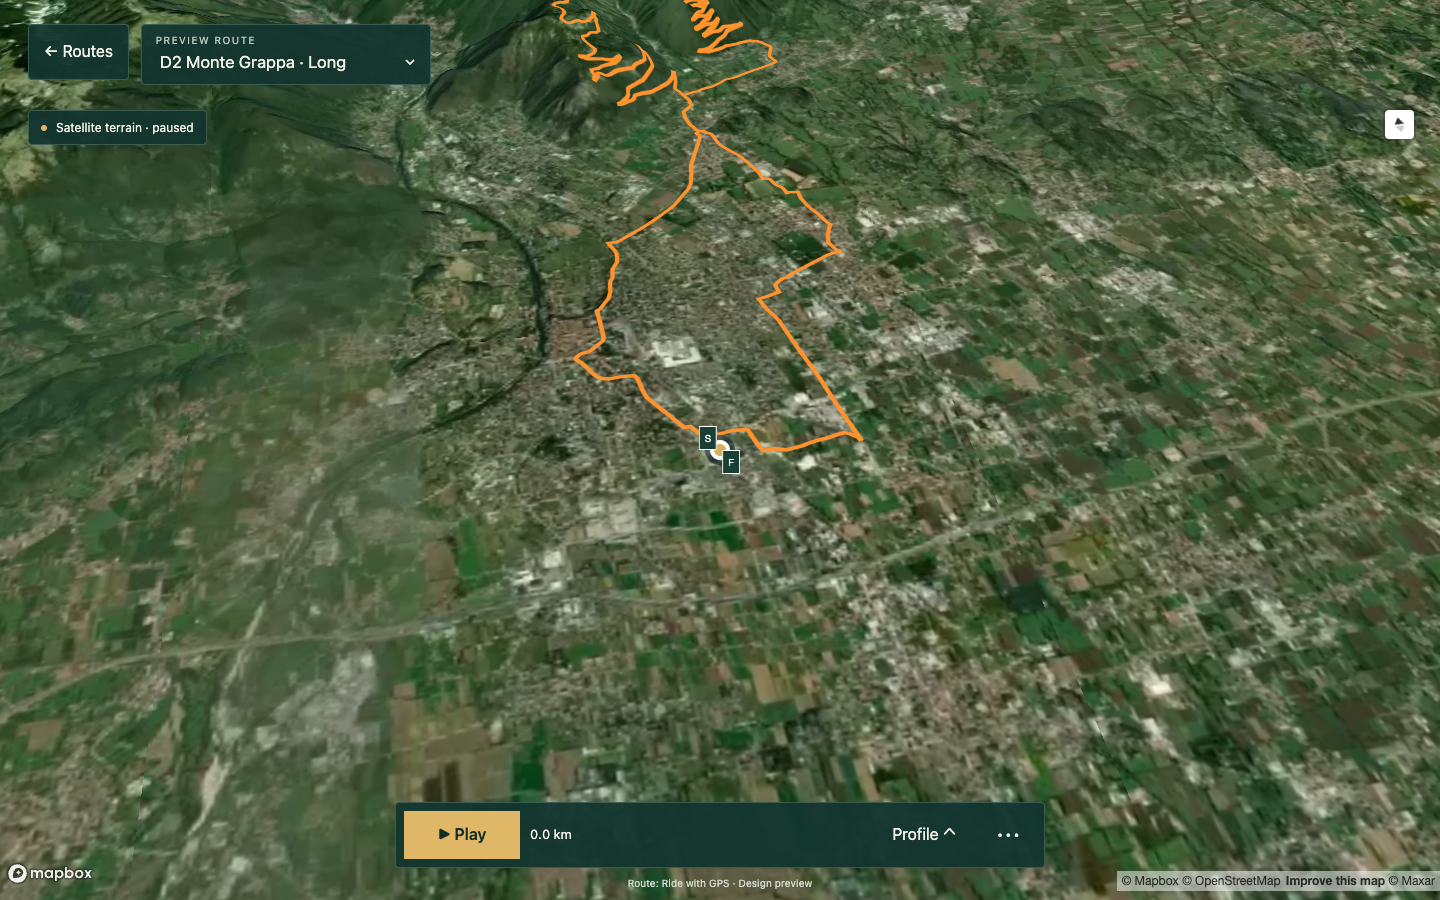 ← Routes
PREVIEW ROUTE
D2 Monte Grappa · Long
Satellite terrain · paused
S
F
Play
0.0 km
Profile
mapbox
Route: Ride with GPS · Design preview
© Mapbox © OpenStreetMap Improve this map © Maxar